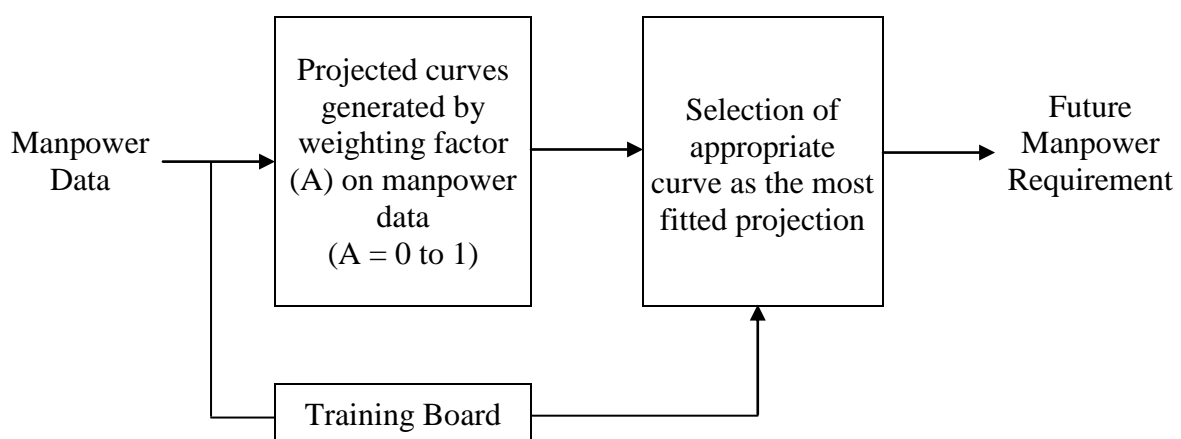 Manpower
Data
Projected curves
generated by
weighting factor
(A) on manpower
data
(A = 0 to 1)
Selection of
appropriate
curve as the most
fitted projection
Future
Manpower
Requirement
Training Board